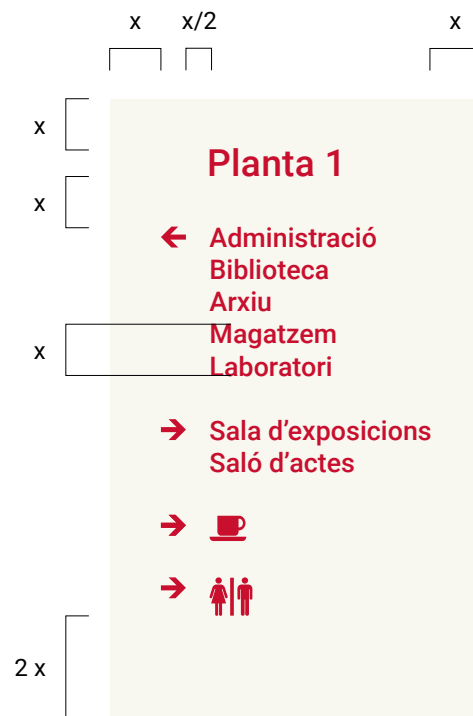 x x/2 x
x
Planta 1
x
Administració
Biblioteca
Arxiu
Magatzem
x
Laboratori
Sala d’exposicions
Saló d’actes
2 x